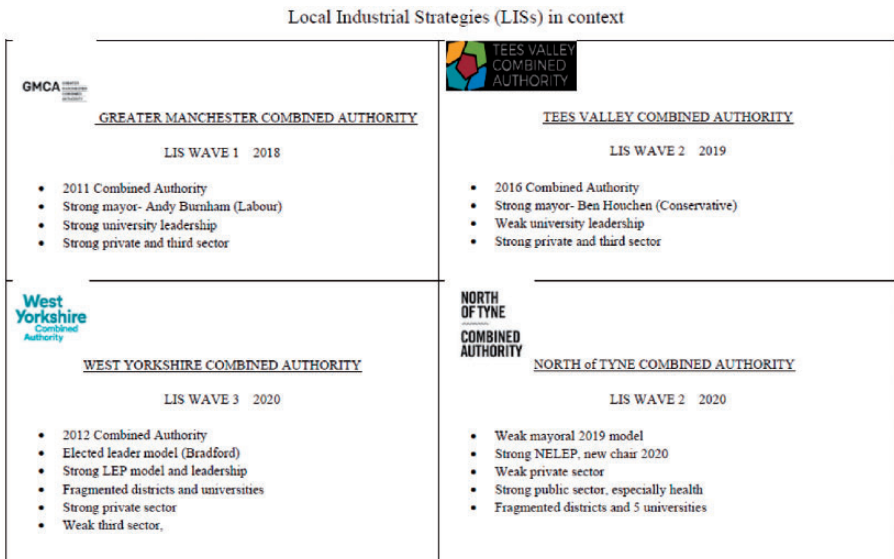 Local Industrial Strategies (LISs) in context
GMCA
GREATER MANCHESTER COMBINED AUTHORITY
GREATER MANCHESTER COMBINED AUTHORITY
LIS WAVE 1 2018
• 2011 Combined Authority
• Strong mayor- Andy Burnham (Labour)
• Strong university leadership
• Strong private and third sector
TEES VALLEY
COMBINED
AUTHORITY
TEES VALLEY COMBINED AUTHORITY
LIS WAVE 2 2019
• 2016 Combined Authority
• Strong mayor- Ben Houchen (Conservative)
• Weak university leadership
• Strong private and third sector
West
Yorkshire
Combined
Authority
WEST YORKSHIRE COMBINED AUTHORITY
LIS WAVE 3 2020
• 2012 Combined Authority
• Elected leader model (Bradford)
• Strong LEP model and leadership
• Fragmented districts and universities
• Strong private sector
• Weak third sector,
NORTH
OF TYNE
COMBINED
AUTHORITY
NORTH of TYNE COMBINED AUTHORITY
LIS WAVE 2 2020
• Weak mayoral 2019 model
• Strong NELEP, new chair 2020
• Weak private sector
• Strong public sector, especially health
• Fragmented districts and 5 universities